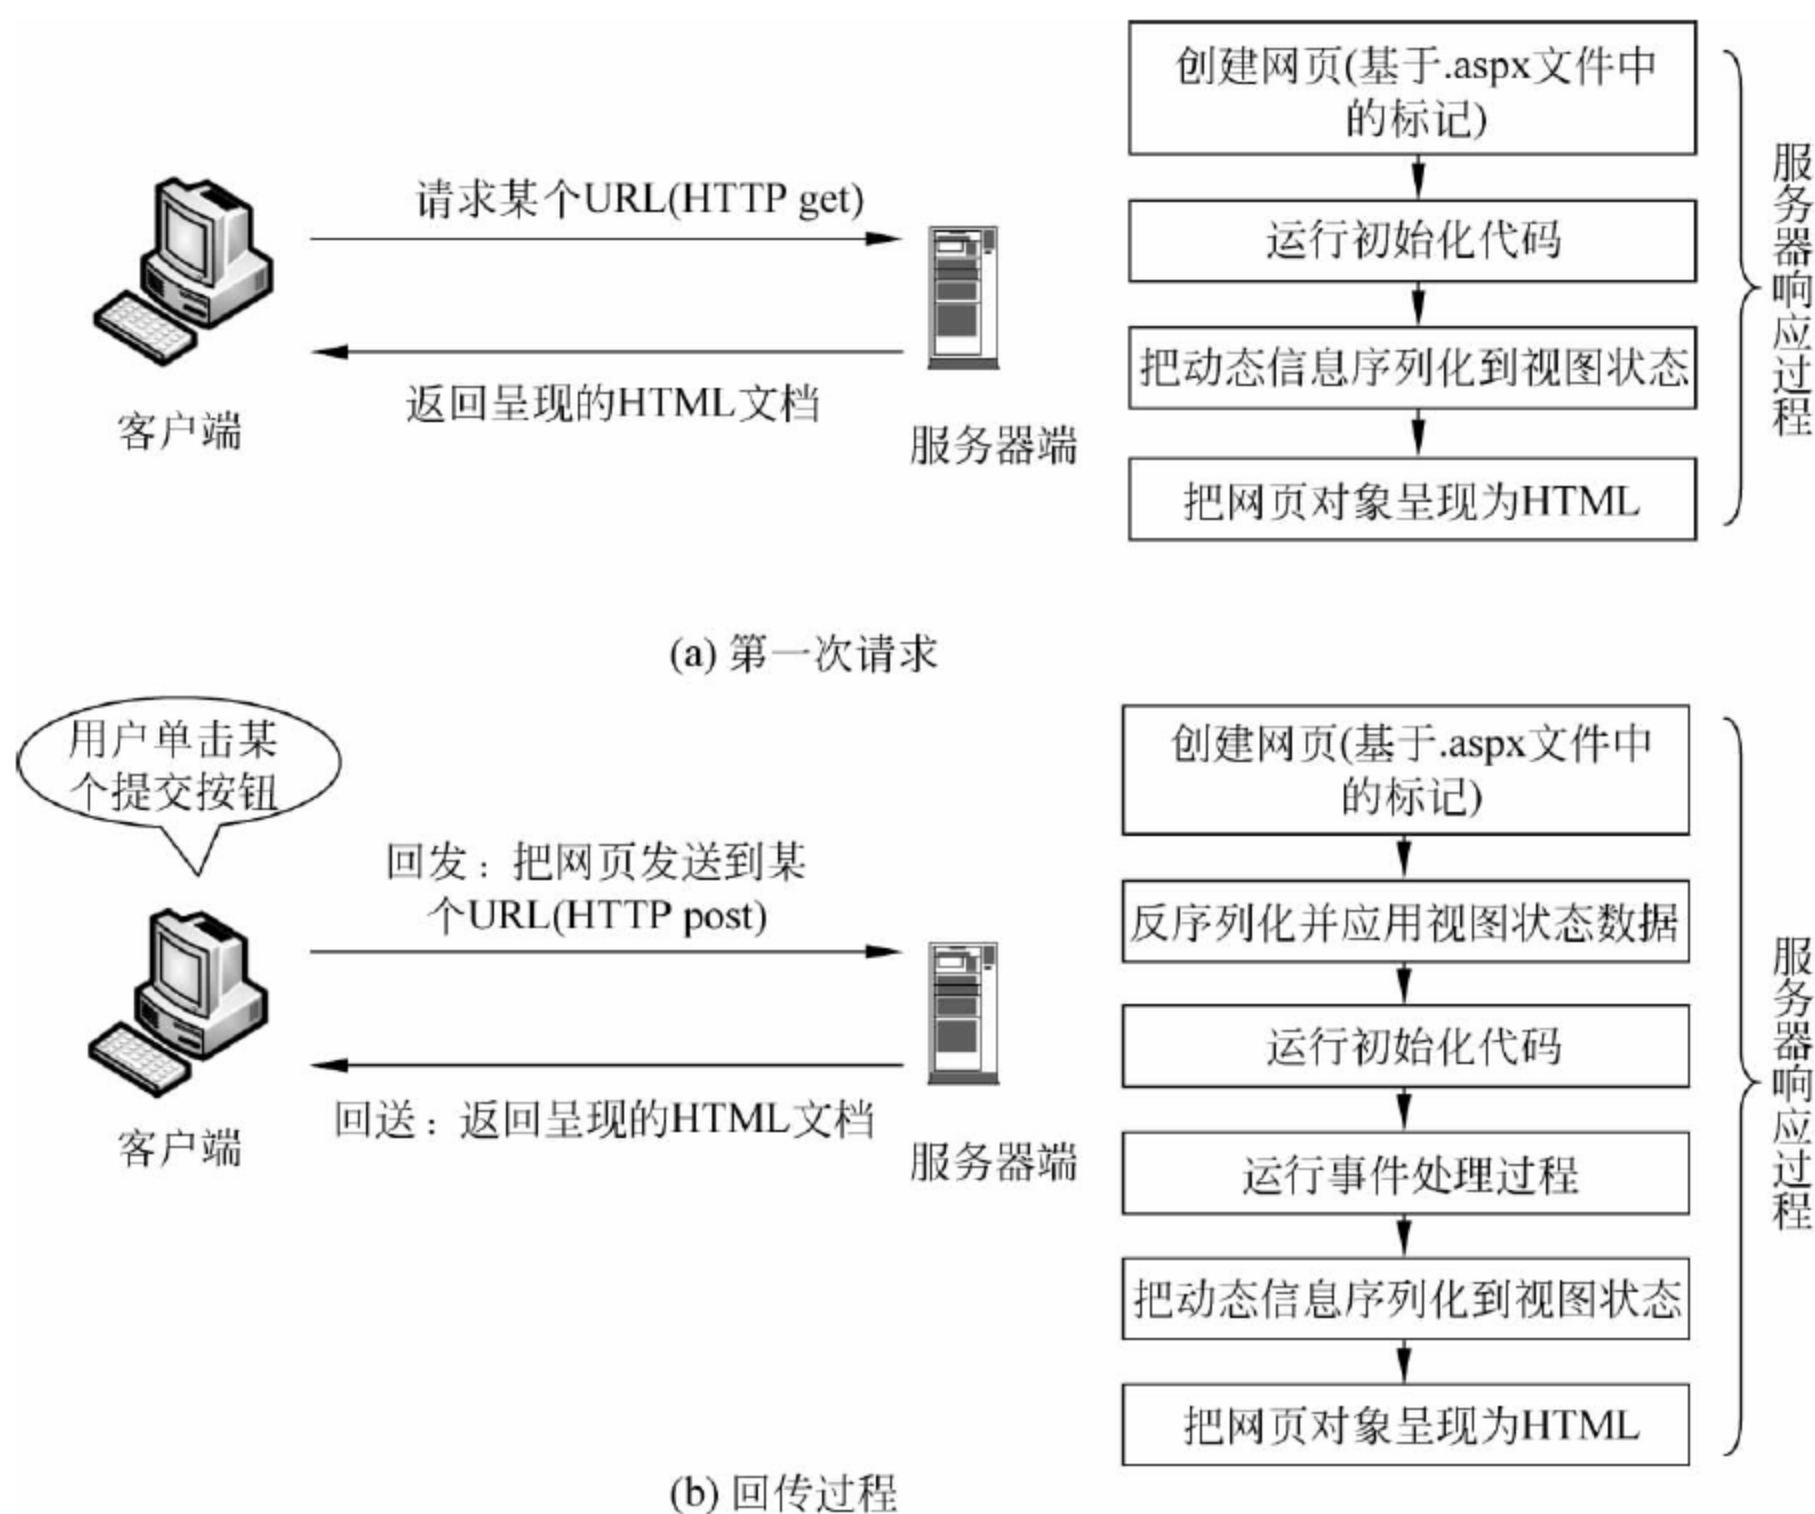 创建网页(基于.aspx文件中
的标记)
请求某个URL(HTTP get)
运行初始化代码
把动态信息序列化到视图状态
返回呈现的HTML文档
客户端
服务器端
把网页对象呈现为HTML
服务器响应过程
(a) 第一次请求
用户单击某
个提交按钮
创建网页(基于.aspx文件中
的标记)
回发：把网页发送到某
个URL(HTTP post)
反序列化并应用视图状态数据
运行初始化代码
回送：返回呈现的HTML文档
客户端
服务器端
运行事件处理过程
把动态信息序列化到视图状态
把网页对象呈现为HTML
服务器响应过程
(b) 回传过程